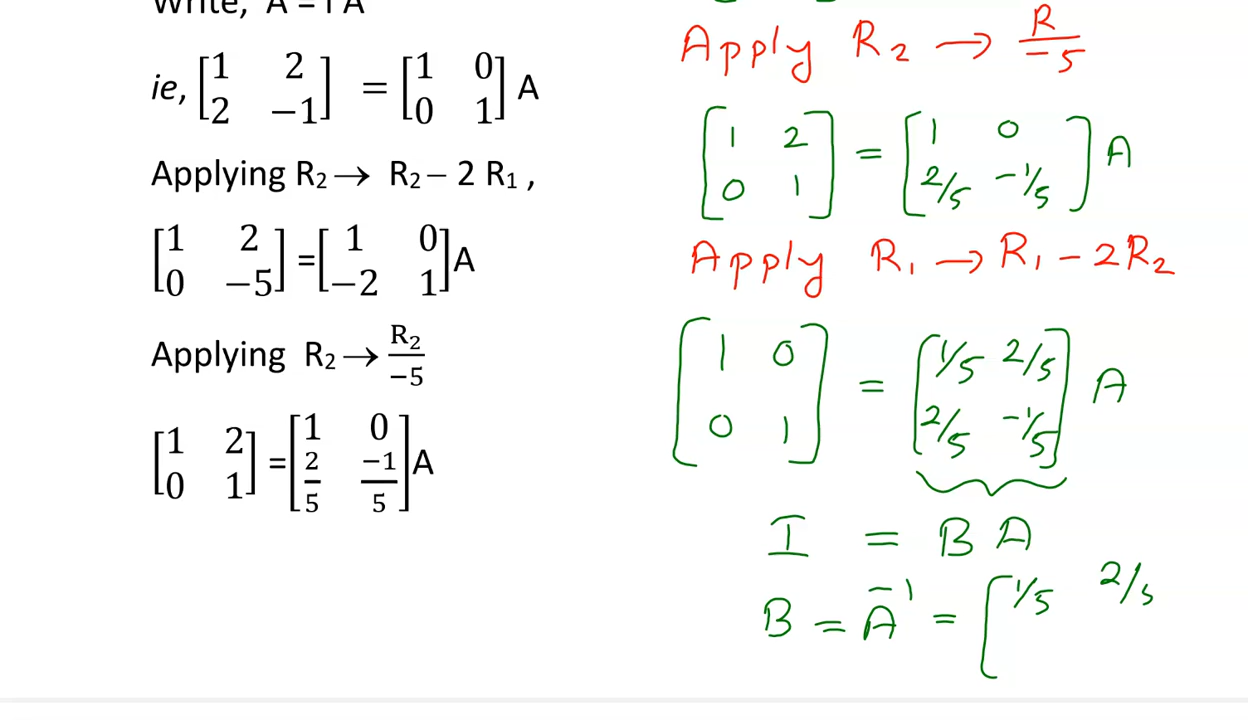 Write, A = I A
ie, [1 2
2 −1] = [1 0
0 1] A
Applying R₂ → R₂ – 2 R₁ ,
[1 2
0 −5] = [1 0
−2 1] A
Applying R₂ → R₂/−5
[1 2
0 1] = [1 0
2/5 −1/5] A
Apply R₂ → R/−5
[1 2
0 1] = [1 0
2/5 −1/5] A
Apply R₁ → R₁ − 2R₂
[1 0
0 1] = [1/5 2/5
2/5 −1/5] A
I = B A
B = A⁻¹ = [1/5 2/5